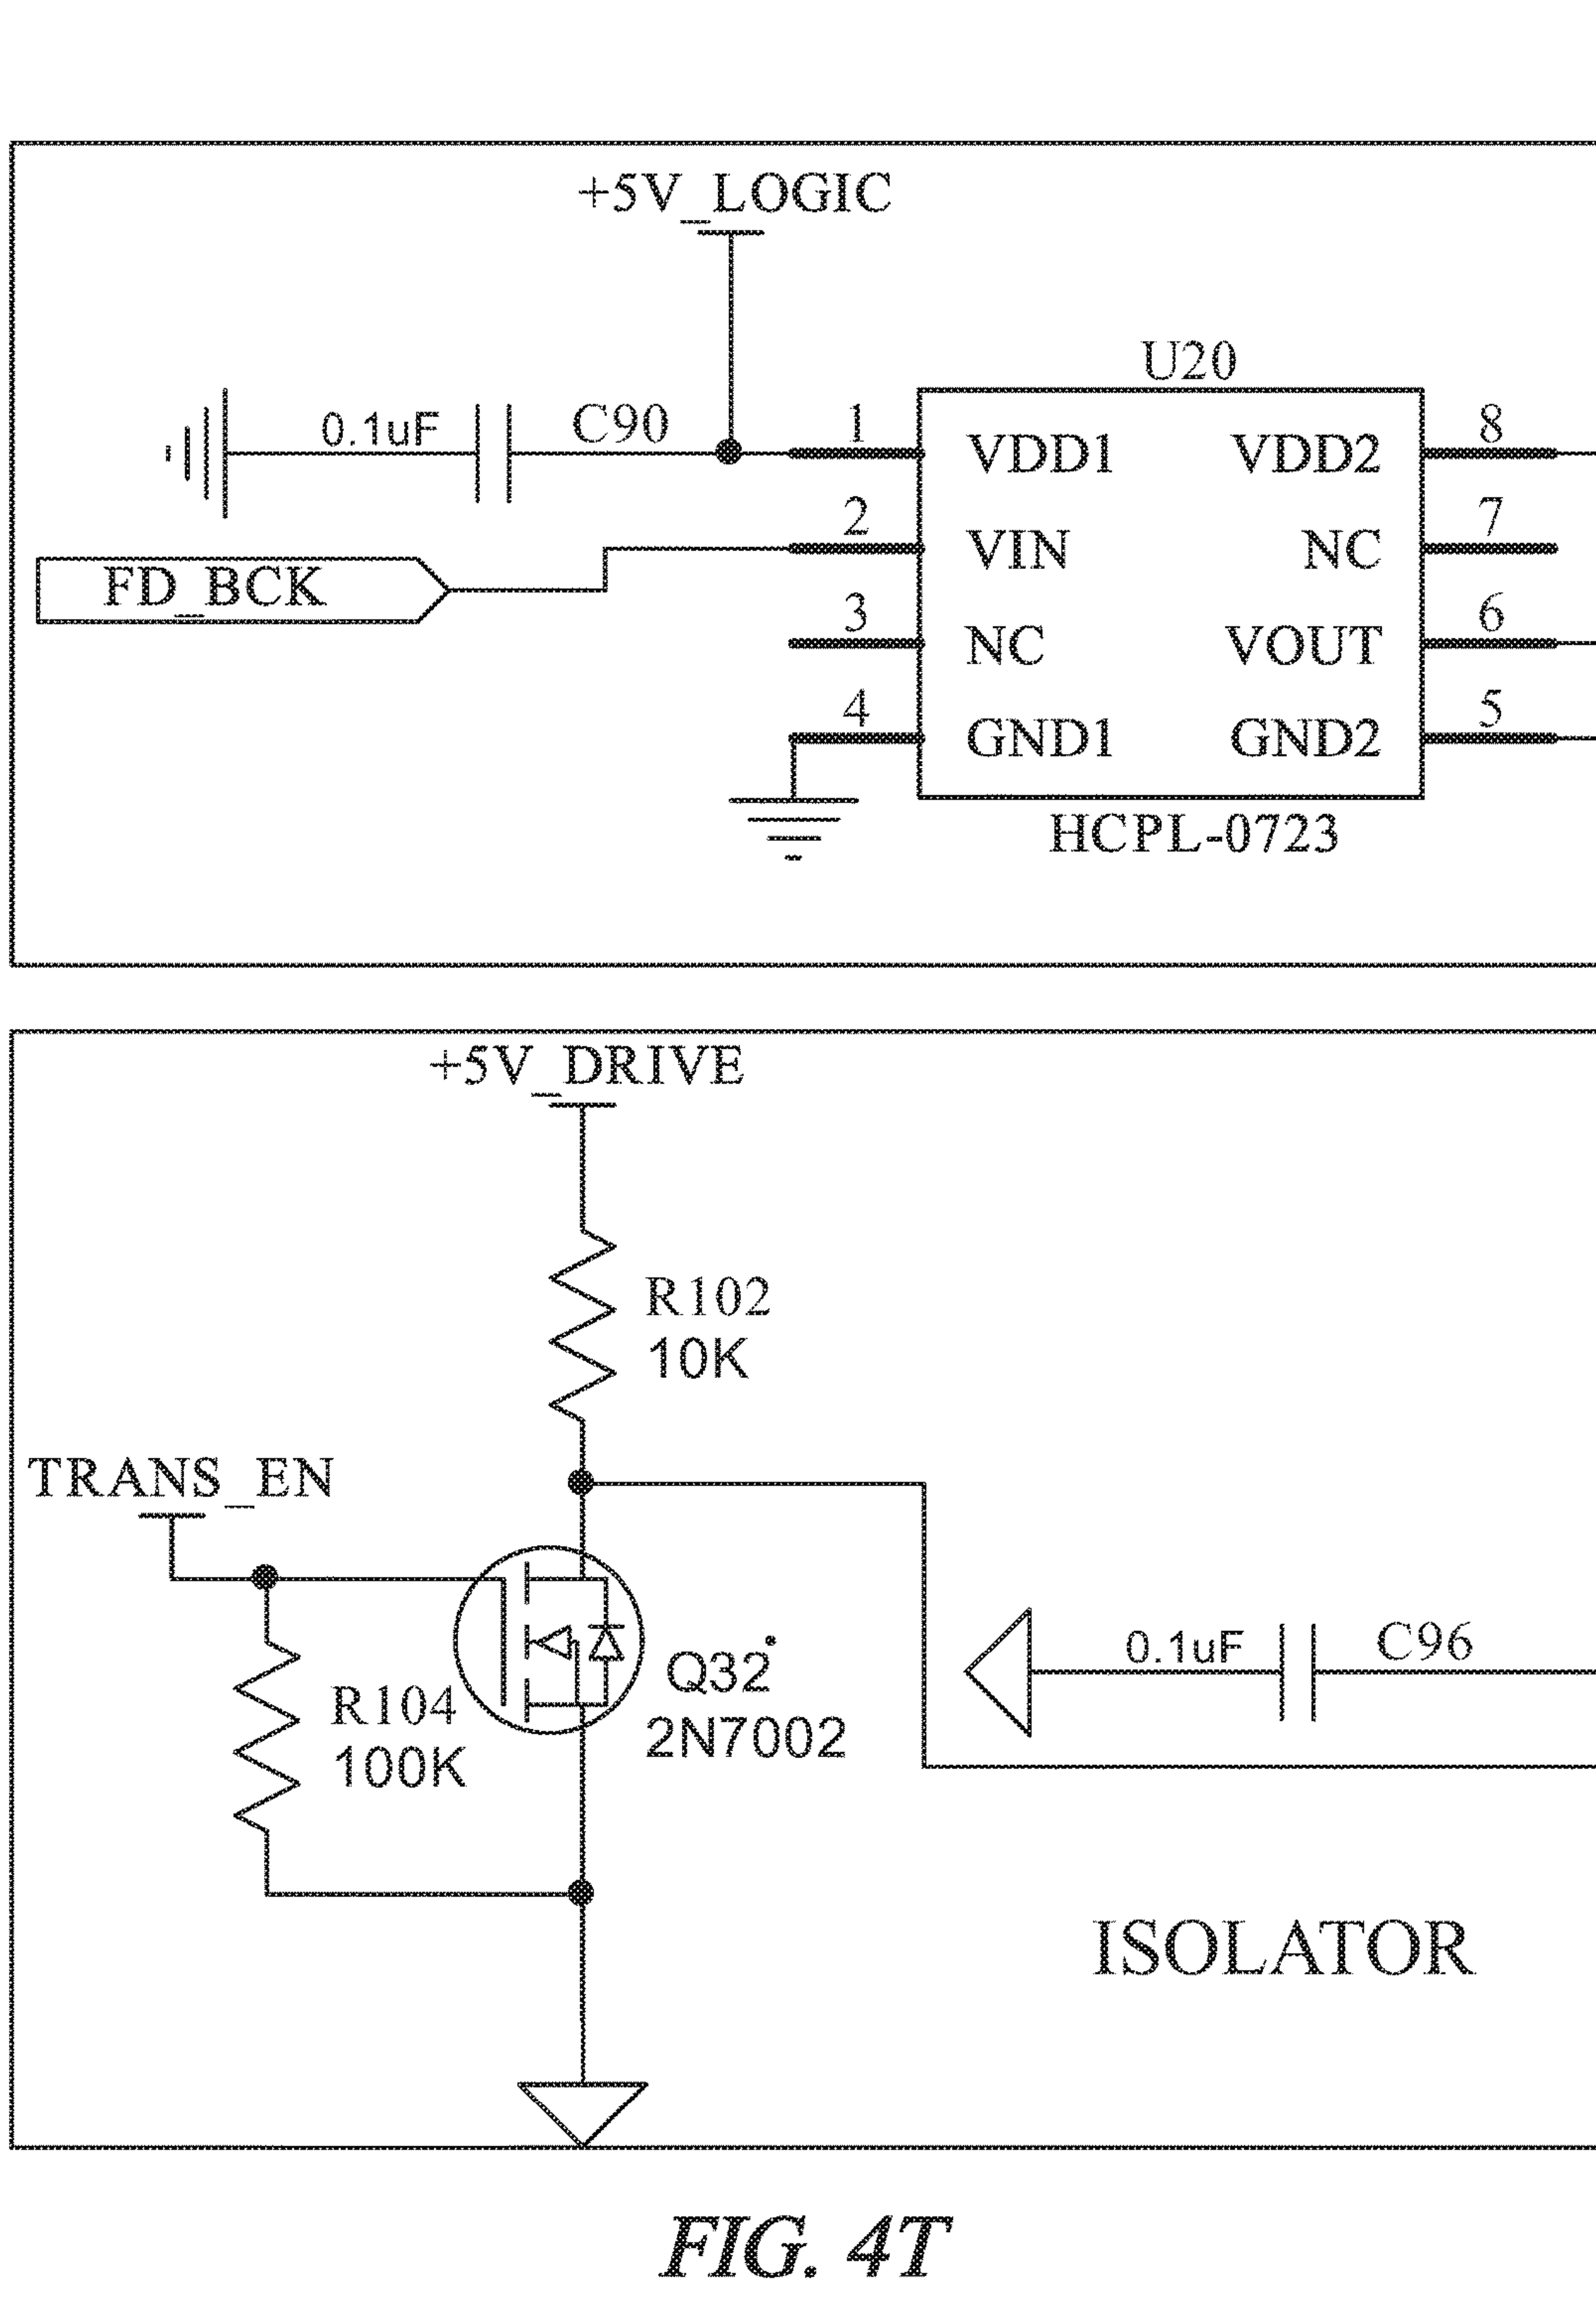 +5V_LOGIC
U20
0.1uF C90 1 VDD1 VDD2 8
2 VIN NC 7
FD_BCK
3 NC VOUT 6
4 GND1 GND2 5
HCPL-0723
+5V_DRIVE
R102
10K
TRANS_EN
0.1uF C96
Q32
R104
2N7002
100K
ISOLATOR
FIG. 4T